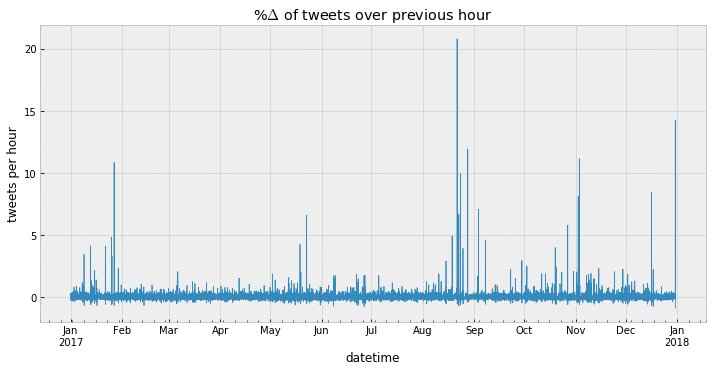 %Δ of tweets over previous hour
tweets per hour
20
15
10
5
0
Jan Feb Mar Apr May Jun Jul Aug Sep Oct Nov Dec Jan
2017 2018
datetime